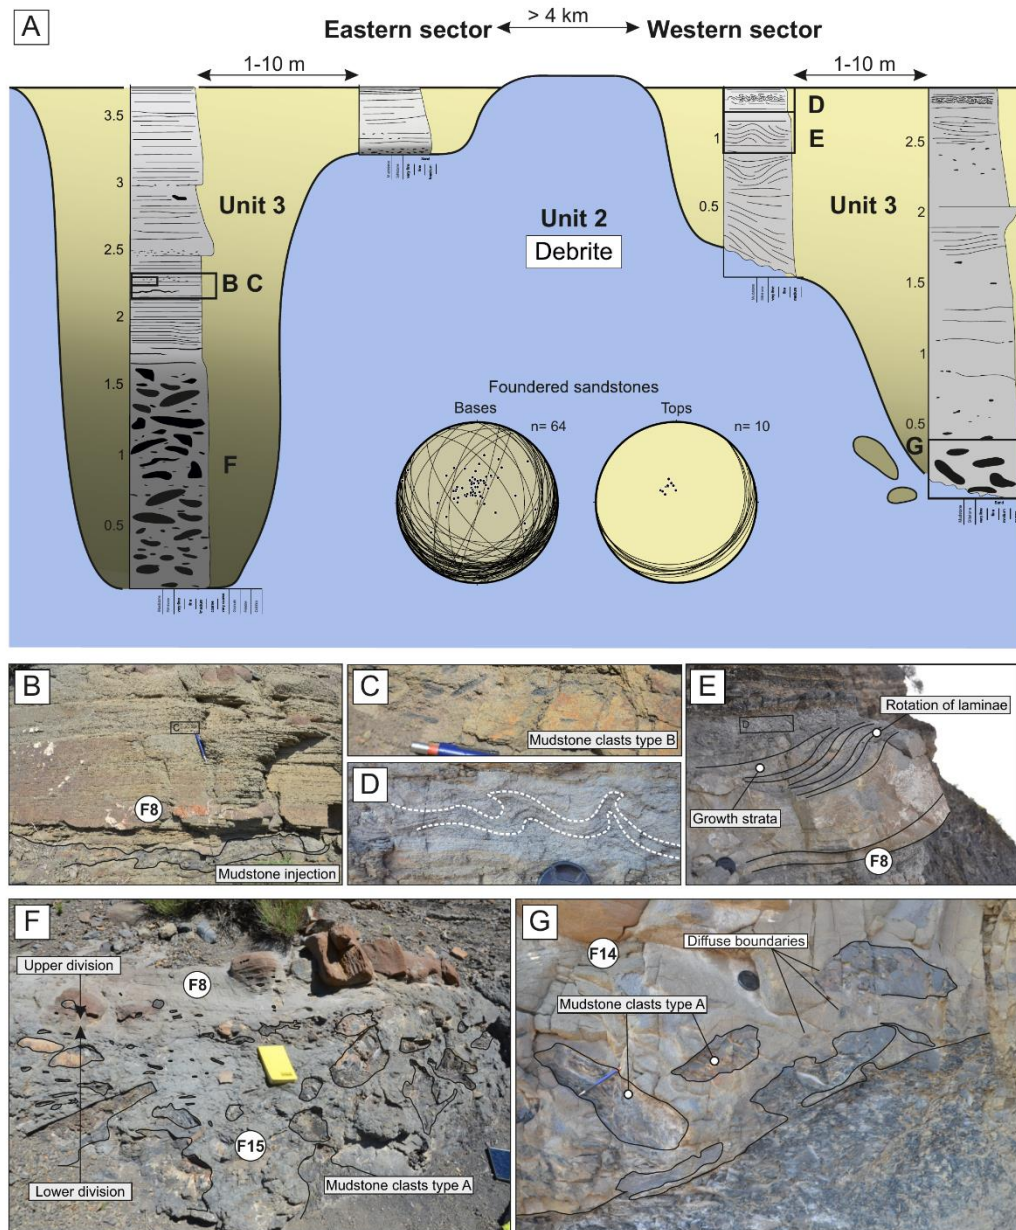 A
Eastern sector
> 4 km
Western sector
1-10 m
1-10 m
3.5
3
2.5
2
1.5
1
0.5
Unit 3
B C
F
Unit 2
Debrite
1
0.5
D
E
Unit 3
2.5
2
1.5
1
0.5
G
Foundered sandstones
Bases
n= 64
Tops
n= 10
B
C
F8
Mudstone injection
C
Mudstone clasts type B
D
E
D
Rotation of laminae
Growth strata
F8
F
Upper division
F8
F15
Lower division
Mudstone clasts type A
G
F14
Diffuse boundaries
Mudstone clasts type A